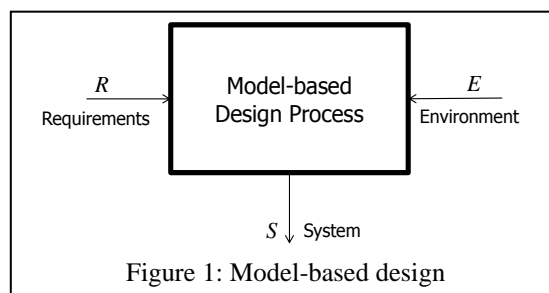 R
Requirements
Model-based
Design Process
E
Environment
S System
Figure 1: Model-based design